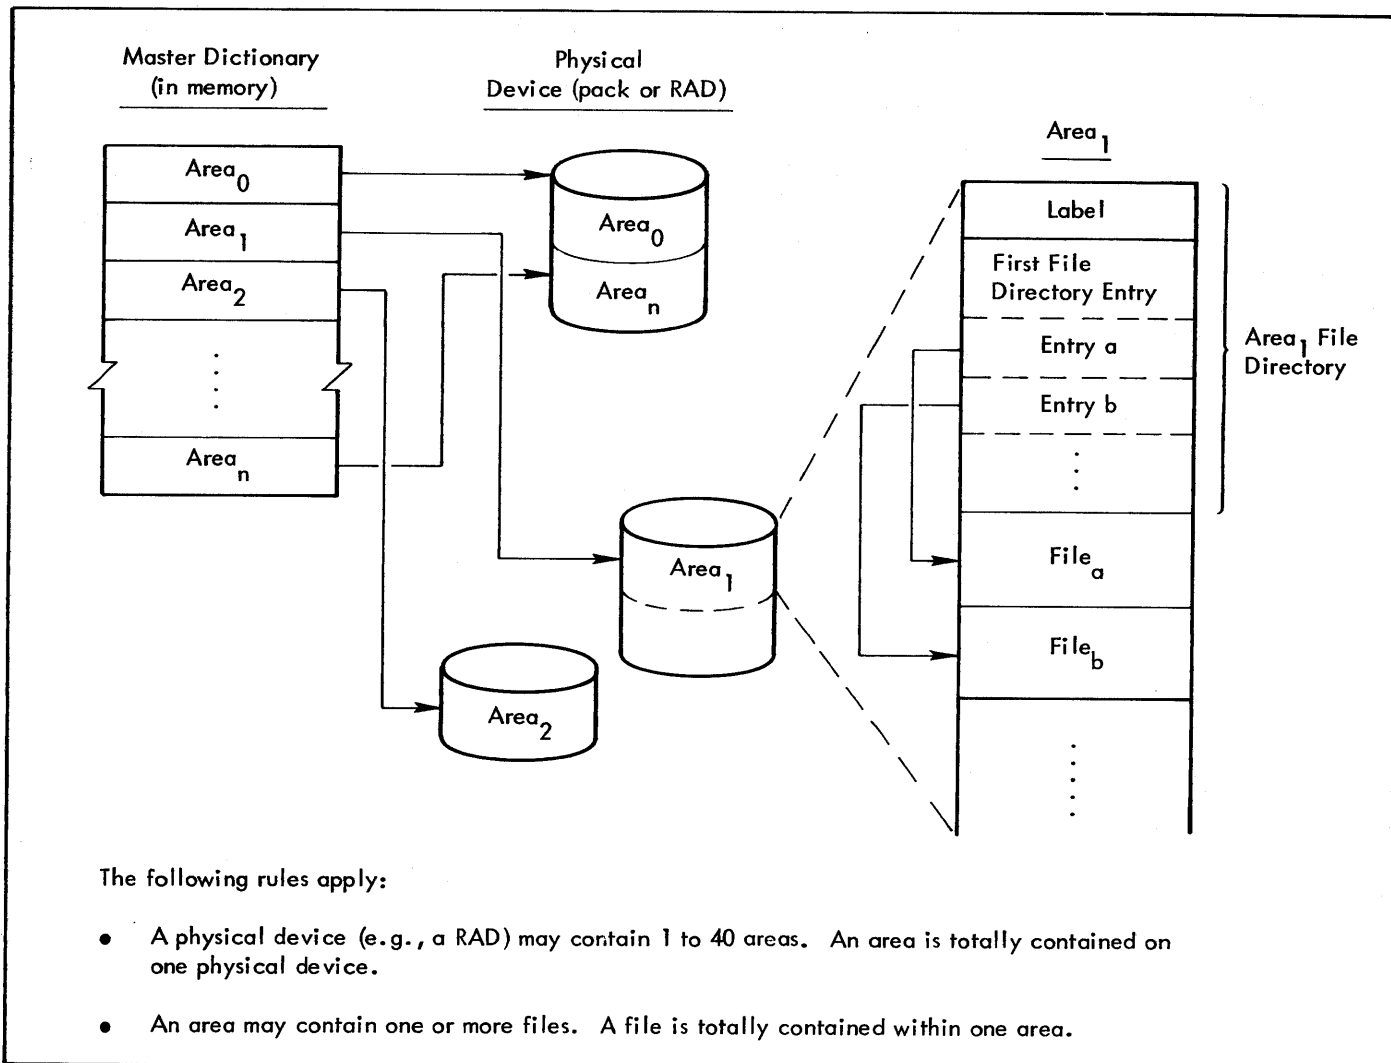 Master Dictionary
(in memory)
Physical
Device (pack or RAD)
Area0
Area1
Area2
Arean
Area0
Arean
Area1
Area2
Area1
Label
First File
Directory Entry
Entry a
Entry b
Filea
Fileb
Area1 File
Directory
The following rules apply:
• A physical device (e.g., a RAD) may contain 1 to 40 areas. An area is totally contained on
one physical device.
• An area may contain one or more files. A file is totally contained within one area.